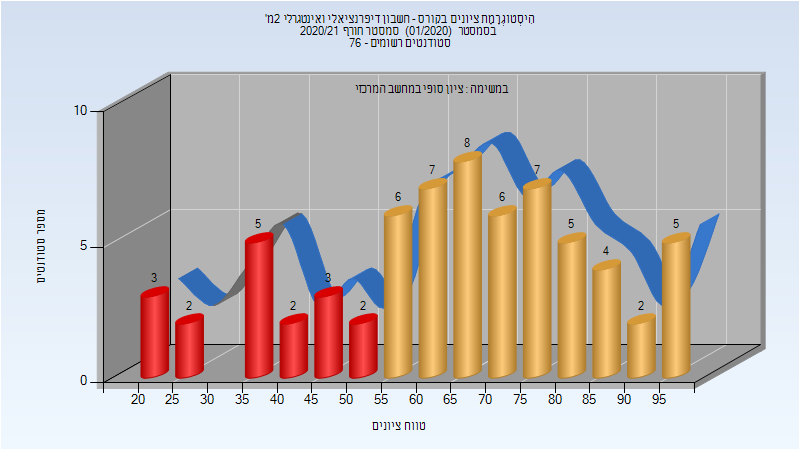 היסטוגרמת ציונים בקורס - חשבון דיפרנציאלי ואינטגרלי 2מ'
בסמסטר (01/2020) סמסטר חורף 2020/21
סטודנטים רשומים - 76
במשימה : ציון סופי במחשב המרכזי
מספר סטודנטים
10
5
0
3
2
5
2
3
2
6
7
8
6
7
5
4
2
5
20 25 30 35 40 45 50 55 60 65 70 75 80 85 90 95
טווח ציונים